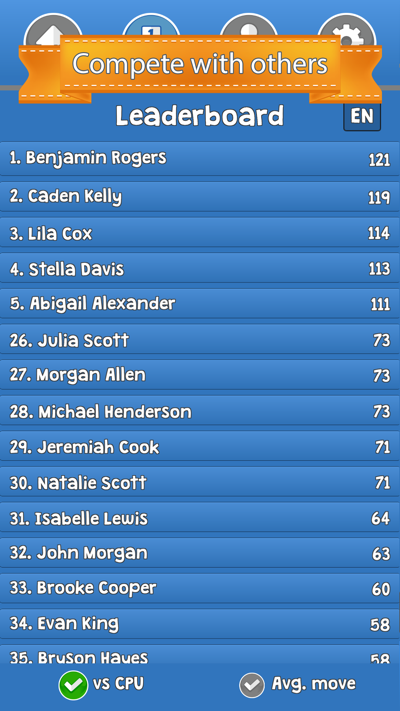 1
Compete with others
Leaderboard
EN
1. Benjamin Rogers 121
2. Caden Kelly 119
3. Lila Cox 114
4. Stella Davis 113
5. Abigail Alexander 111
26. Julia Scott 73
27. Morgan Allen 73
28. Michael Henderson 73
29. Jeremiah Cook 71
30. Natalie Scott 71
31. Isabelle Lewis 64
32. John Morgan 63
33. Brooke Cooper 60
34. Evan King 58
35. Bryson Hayes 58
vs CPU
Avg. move